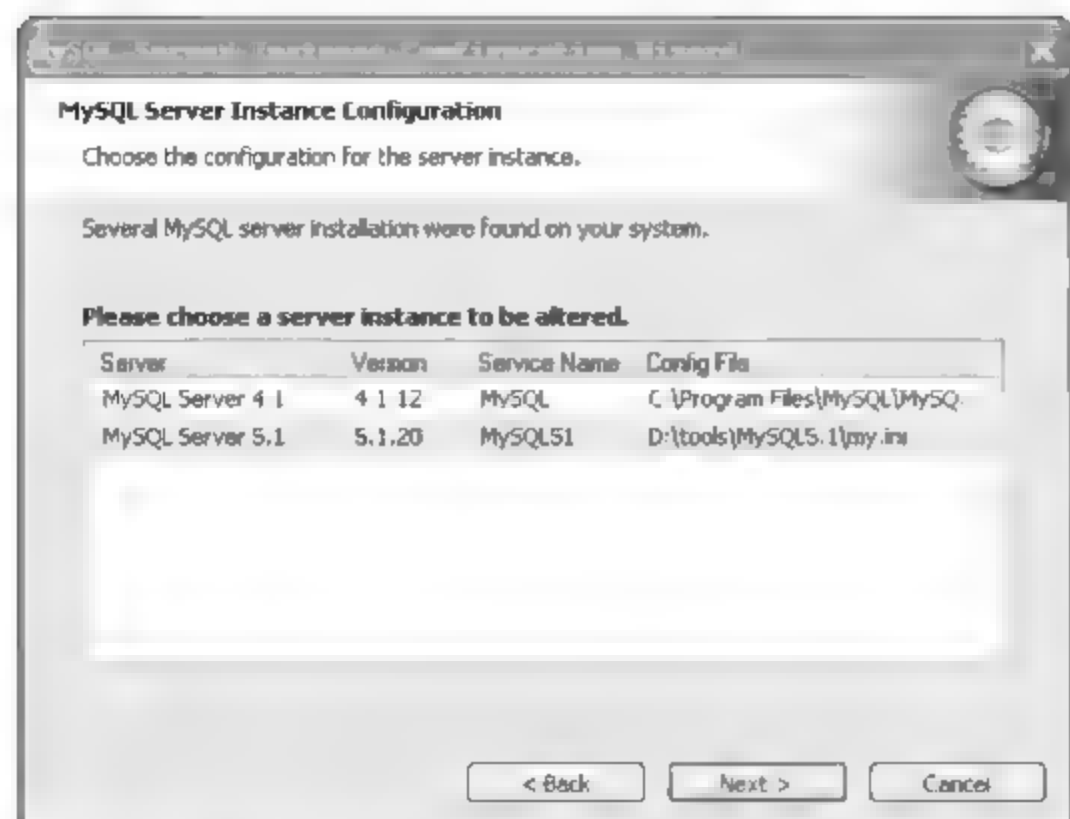 MySQL Server Instance Configuration
Choose the configuration for the server instance.
Several MySQL server installation were found on your system.
Please choose a server instance to be altered.
Server Version Service Name Config File
MySQL Server 4.1 4.1.12 MySQL C:\Program Files\MySQL\MySQ...
MySQL Server 5.1 5.1.20 MySQL51 D:\tools\MySQL5.1\my.ini
< Back Next > Cancel